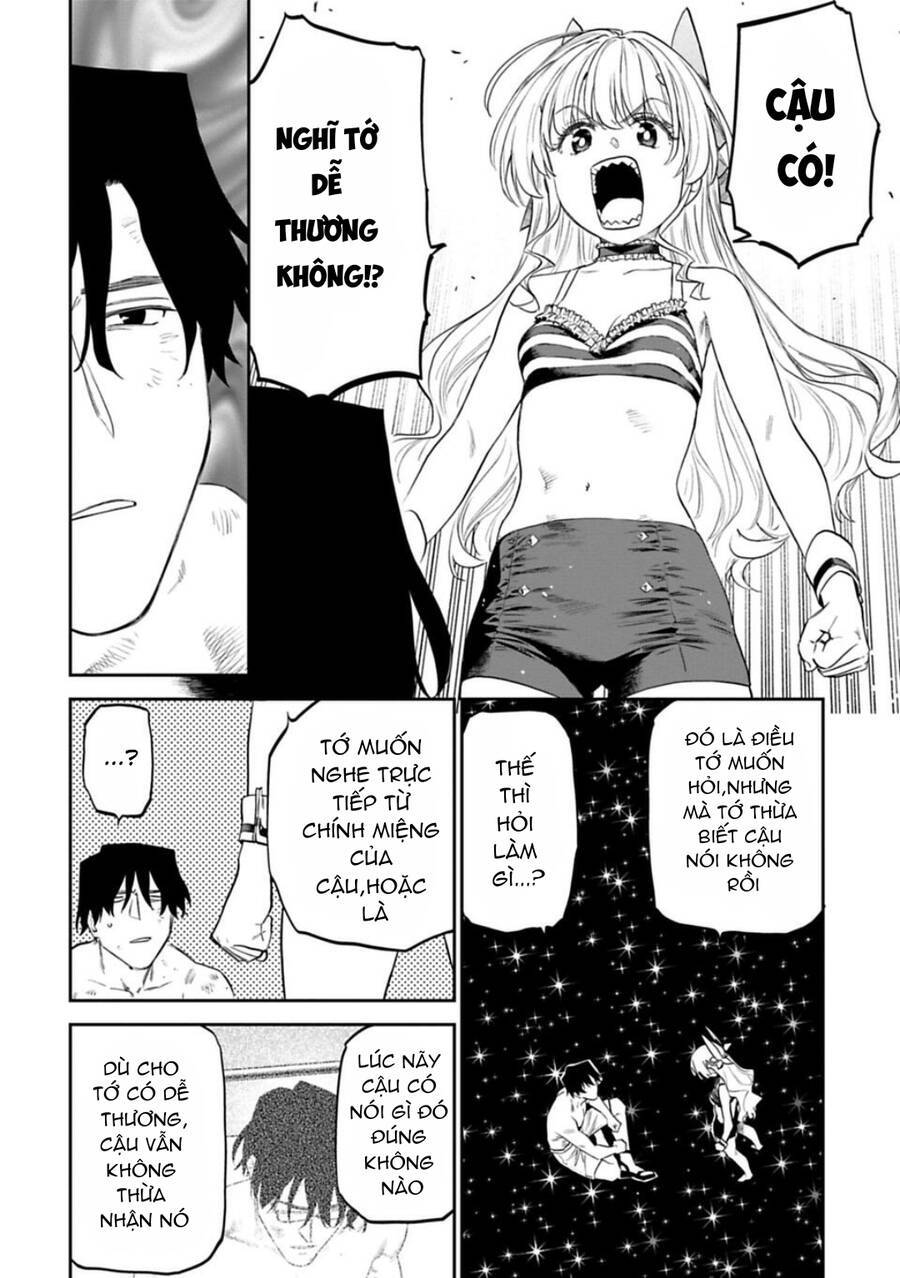 CẬU
CÓ!
NGHĨ TỚ
DỄ
THƯƠNG
KHÔNG!?
ĐÓ LÀ ĐIỀU
TỚ MUỐN
HỎI,NHƯNG
MÀ TỚ THỪA
BIẾT CẬU
NÓI KHÔNG
RỒI
THẾ
THÌ HỎI
LÀM
GÌ...?
TỚ MUỐN
NGHE TRỰC
TIẾP TỪ
CHÍNH MIỆNG
CỦA
CẬU,HOẶC
LÀ
...?
LÚC NÃY
CẬU CÓ
NÓI GÌ ĐÓ
ĐÚNG
KHÔNG
NÀO
DÙ CHO
TỚ CÓ DỄ
THƯƠNG,
CẬU VẪN
KHÔNG
THỪA
NHẬN NÓ